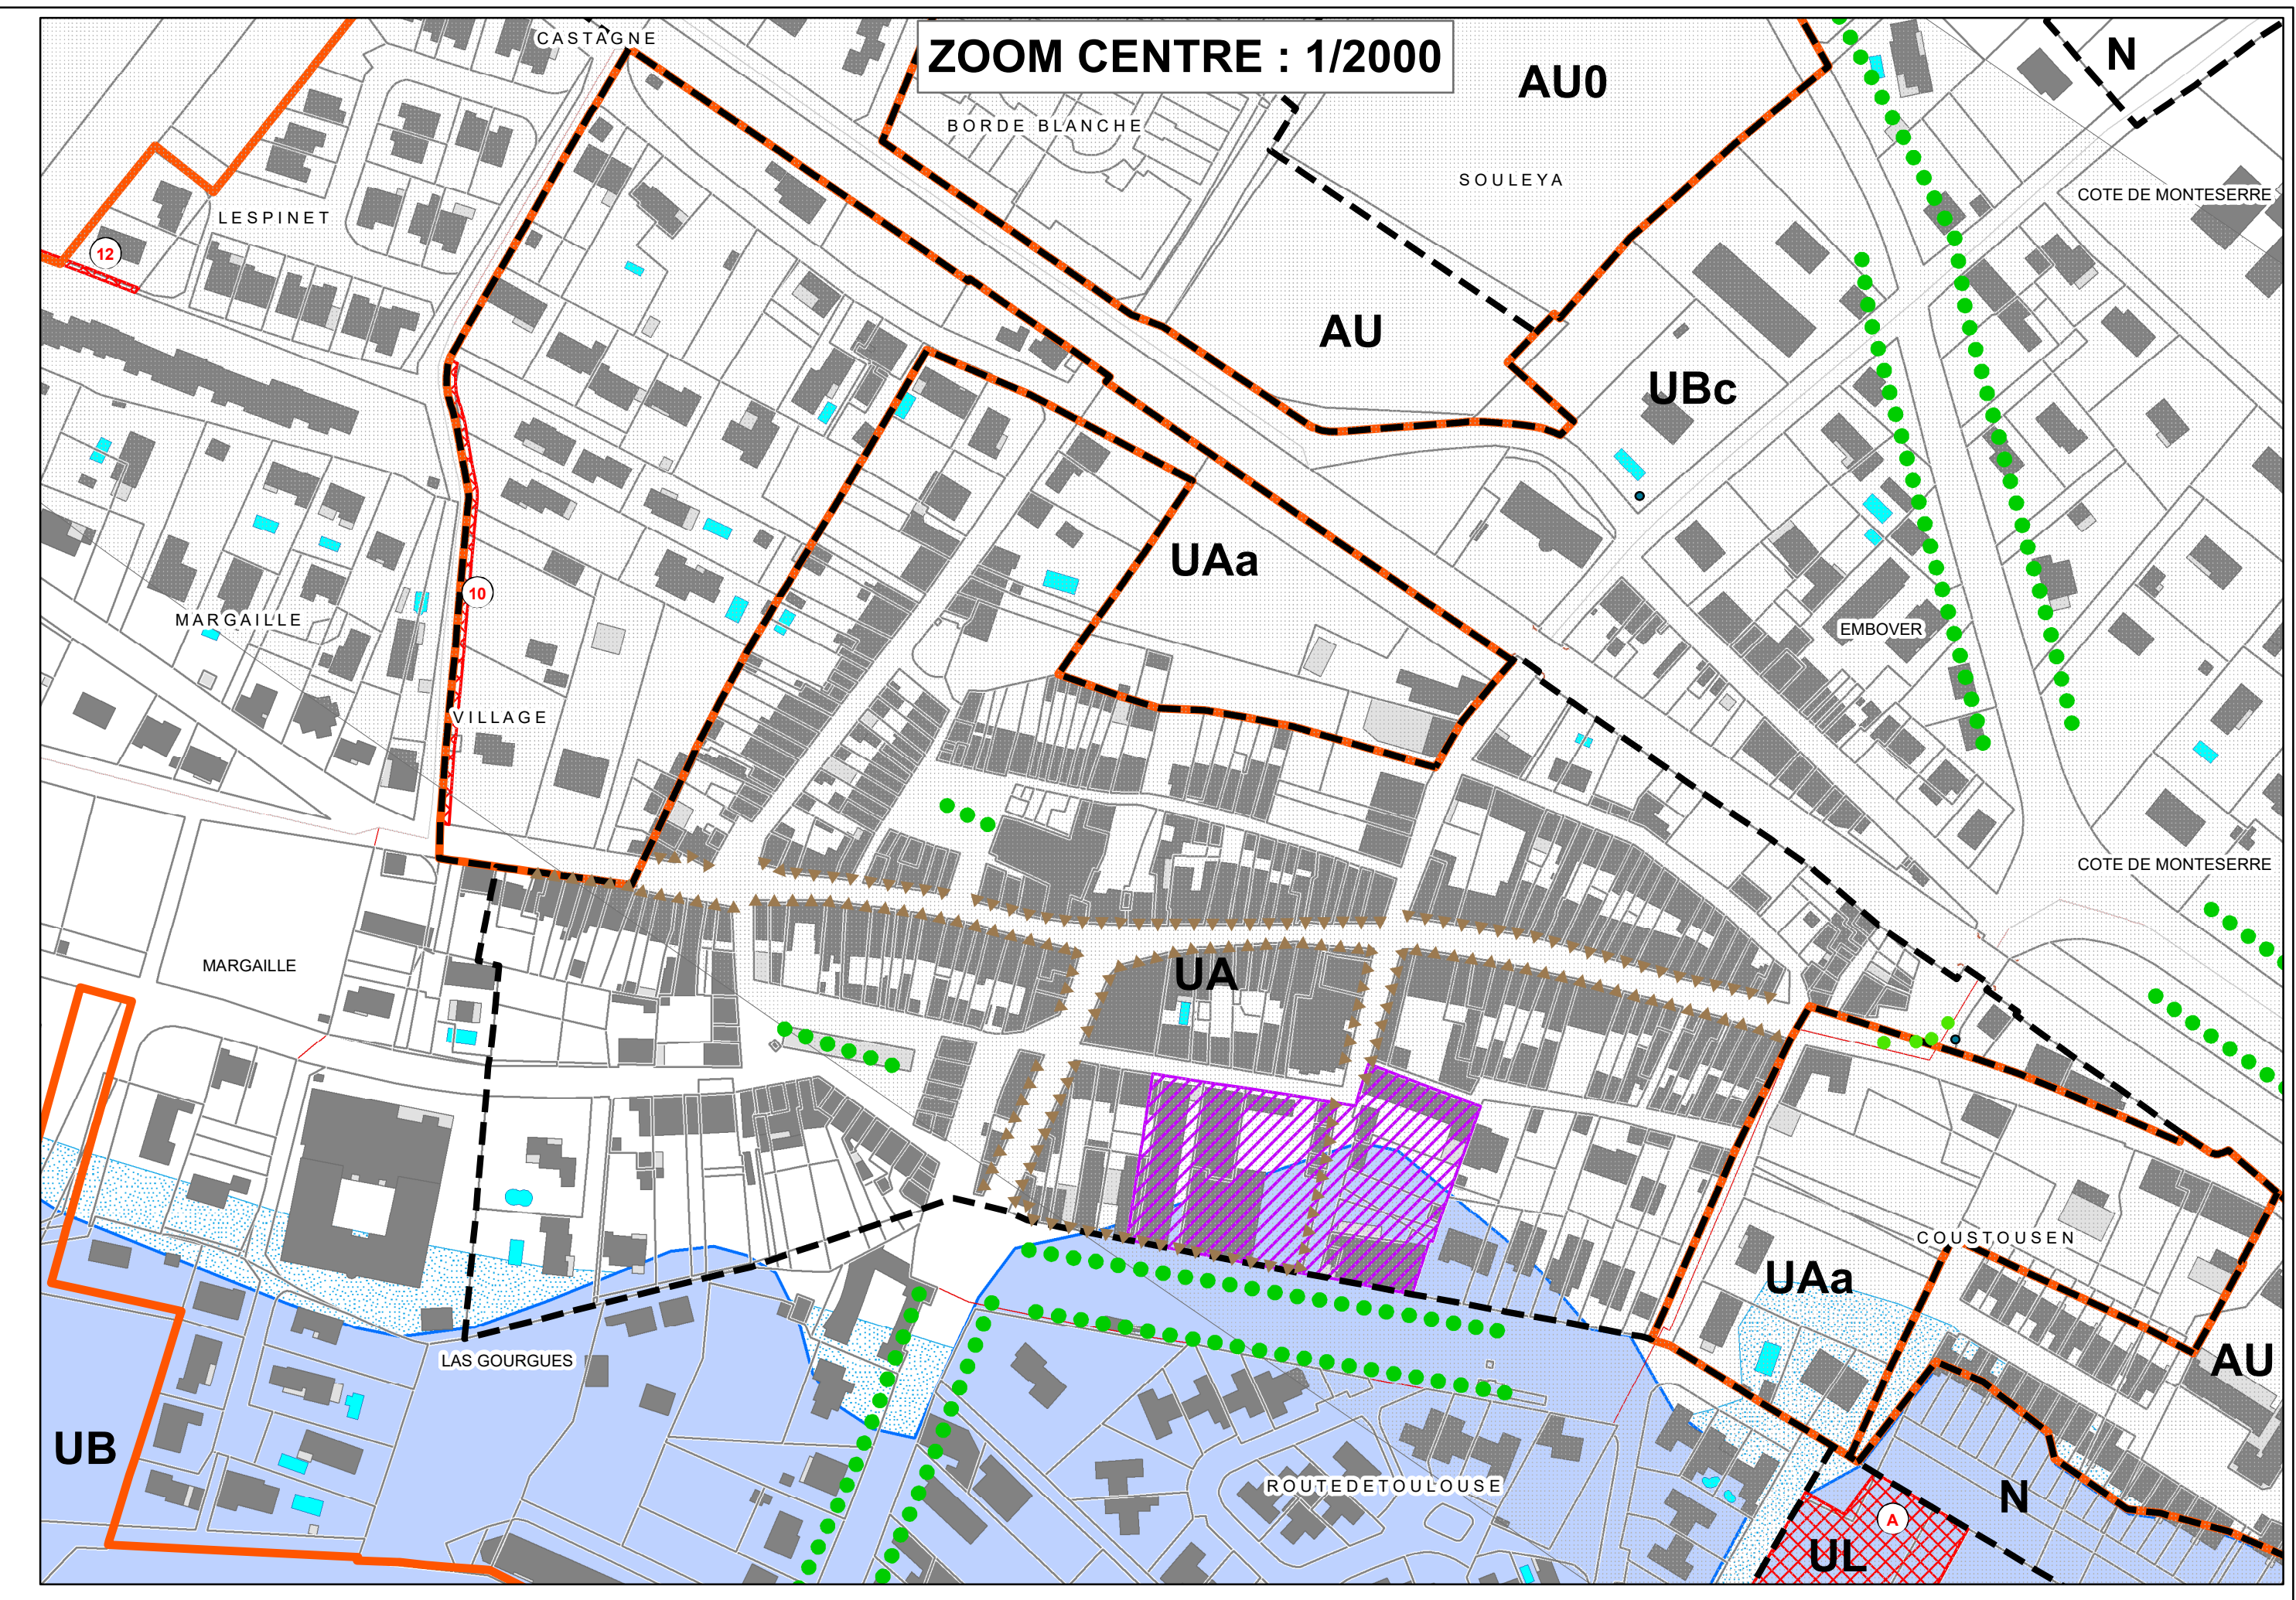 CASTAGNE
ZOOM CENTRE : 1/2000
N
AU0
BORDE BLANCHE
SOULEYA
COTE DE MONTESERRE
LESPINET
12
AU
UBc
UAa
10
MARGAILLE
EMBOVER
VILLAGE
COTE DE MONTESERRE
MARGAILLE
UA
COUSTOUSEN
UAa
LAS GOURGUES
AU
UB
ROUTEDETOULOUSE
N
A
UL